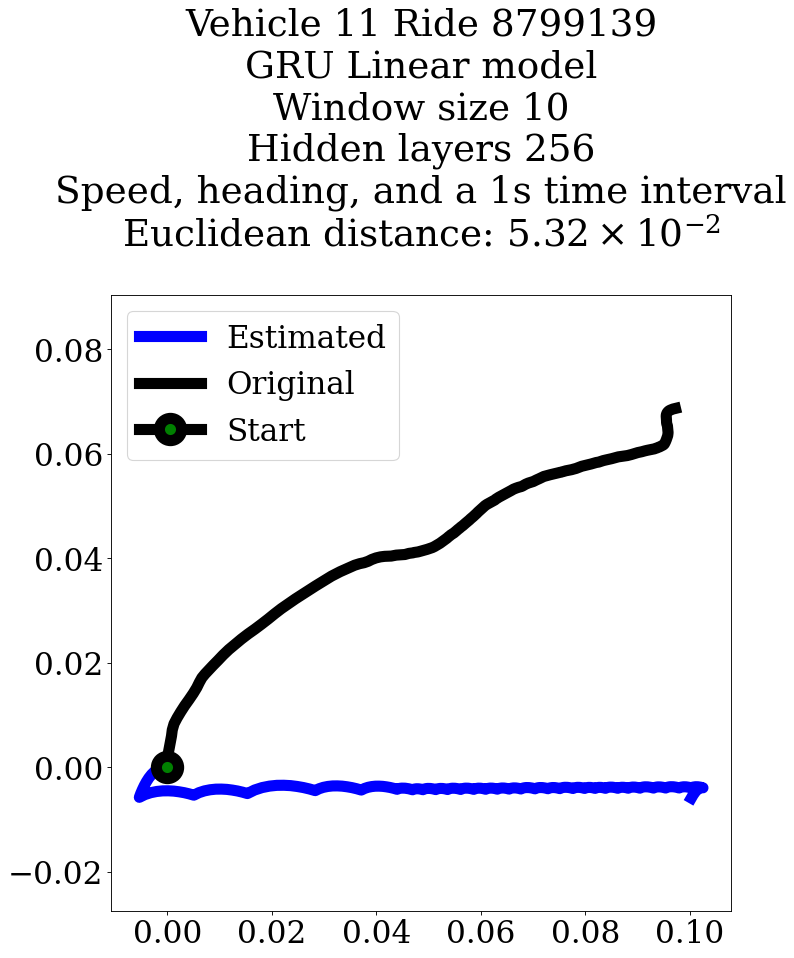 Vehicle 11 Ride 8799139
GRU Linear model
Window size 10
Hidden layers 256
Speed, heading, and a 1s time interval
Euclidean distance: 5.32 × 10⁻²
Estimated
Original
Start
0.08
0.06
0.04
0.02
0.00
−0.02
0.00 0.02 0.04 0.06 0.08 0.10